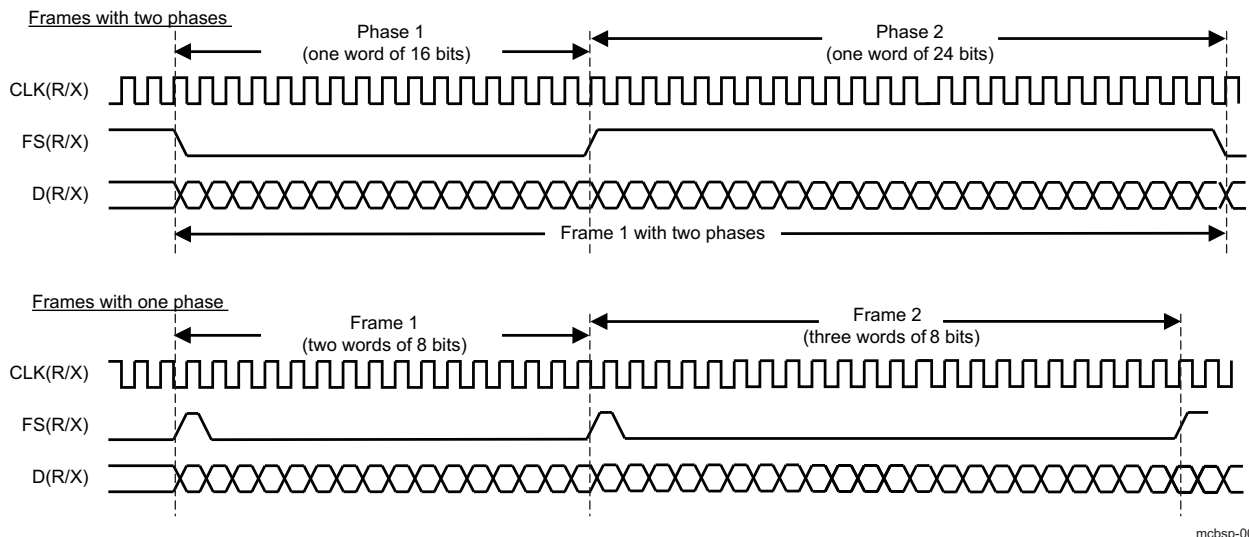 Frames with two phases
Phase 1
(one word of 16 bits)
Phase 2
(one word of 24 bits)
CLK(R/X)
FS(R/X)
D(R/X)
Frame 1 with two phases
Frames with one phase
Frame 1
(two words of 8 bits)
Frame 2
(three words of 8 bits)
CLK(R/X)
FS(R/X)
D(R/X)